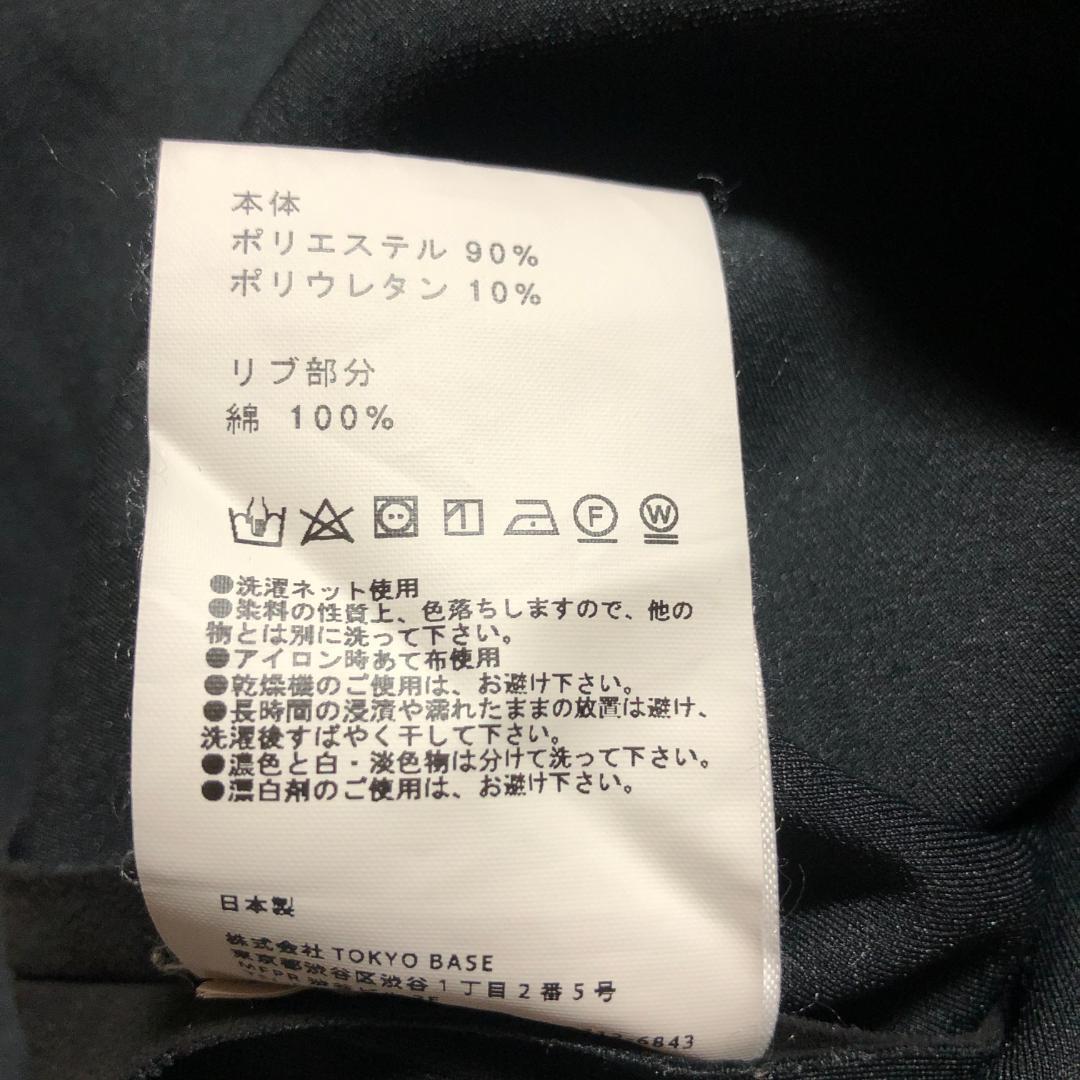 本体
ポリエステル 90%
ポリウレタン 10%
リブ部分
綿 100%
F W
●洗濯ネット使用
●染料の性質上、色落ちしますので、他の
物とは別に洗って下さい。
●アイロン時あて布使用
●乾燥機のご使用は、お避け下さい。
●長時間の浸漬や濡れたままの放置は避け、
洗濯後すばやく干して下さい。
●濃色と白・淡色物は分けて洗って下さい。
●漂白剤のご使用は、お避け下さい。
日本製
株式会社 TOKYO BASE
東京都渋谷区渋谷1丁目2番5号
MFPR
6843